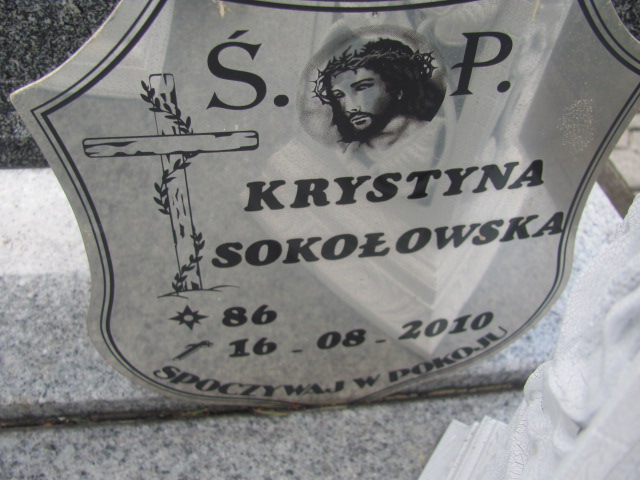 Ś. P.
KRYSTYNA
SOKOŁOWSKA
86
16 - 08 - 2010
SPOCZYWAJ W POKOJU